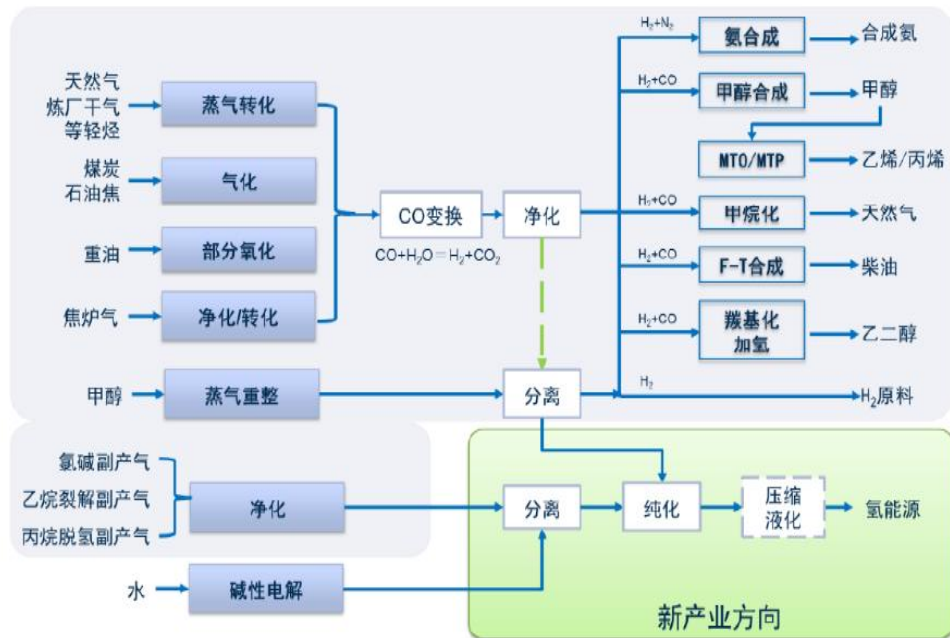 天然气
炼厂干气
等轻烃
蒸气转化
煤炭
石油焦
气化
重油
部分氧化
焦炉气
净化/转化
甲醇
蒸气重整
CO变换
CO+H₂O=H₂+CO₂
净化
分离
H₂+N₂
氨合成
合成氨
H₂+CO
甲醇合成
甲醇
MTO/MTP
乙烯/丙烯
H₂+CO
甲烷化
天然气
H₂+CO
F-T合成
柴油
H₂+CO
羰基化
加氢
乙二醇
H₂
H₂原料
氯碱副产气
乙烷裂解副产气
丙烷脱氢副产气
净化
分离
纯化
压缩
液化
氢能源
水
碱性电解
新产业方向